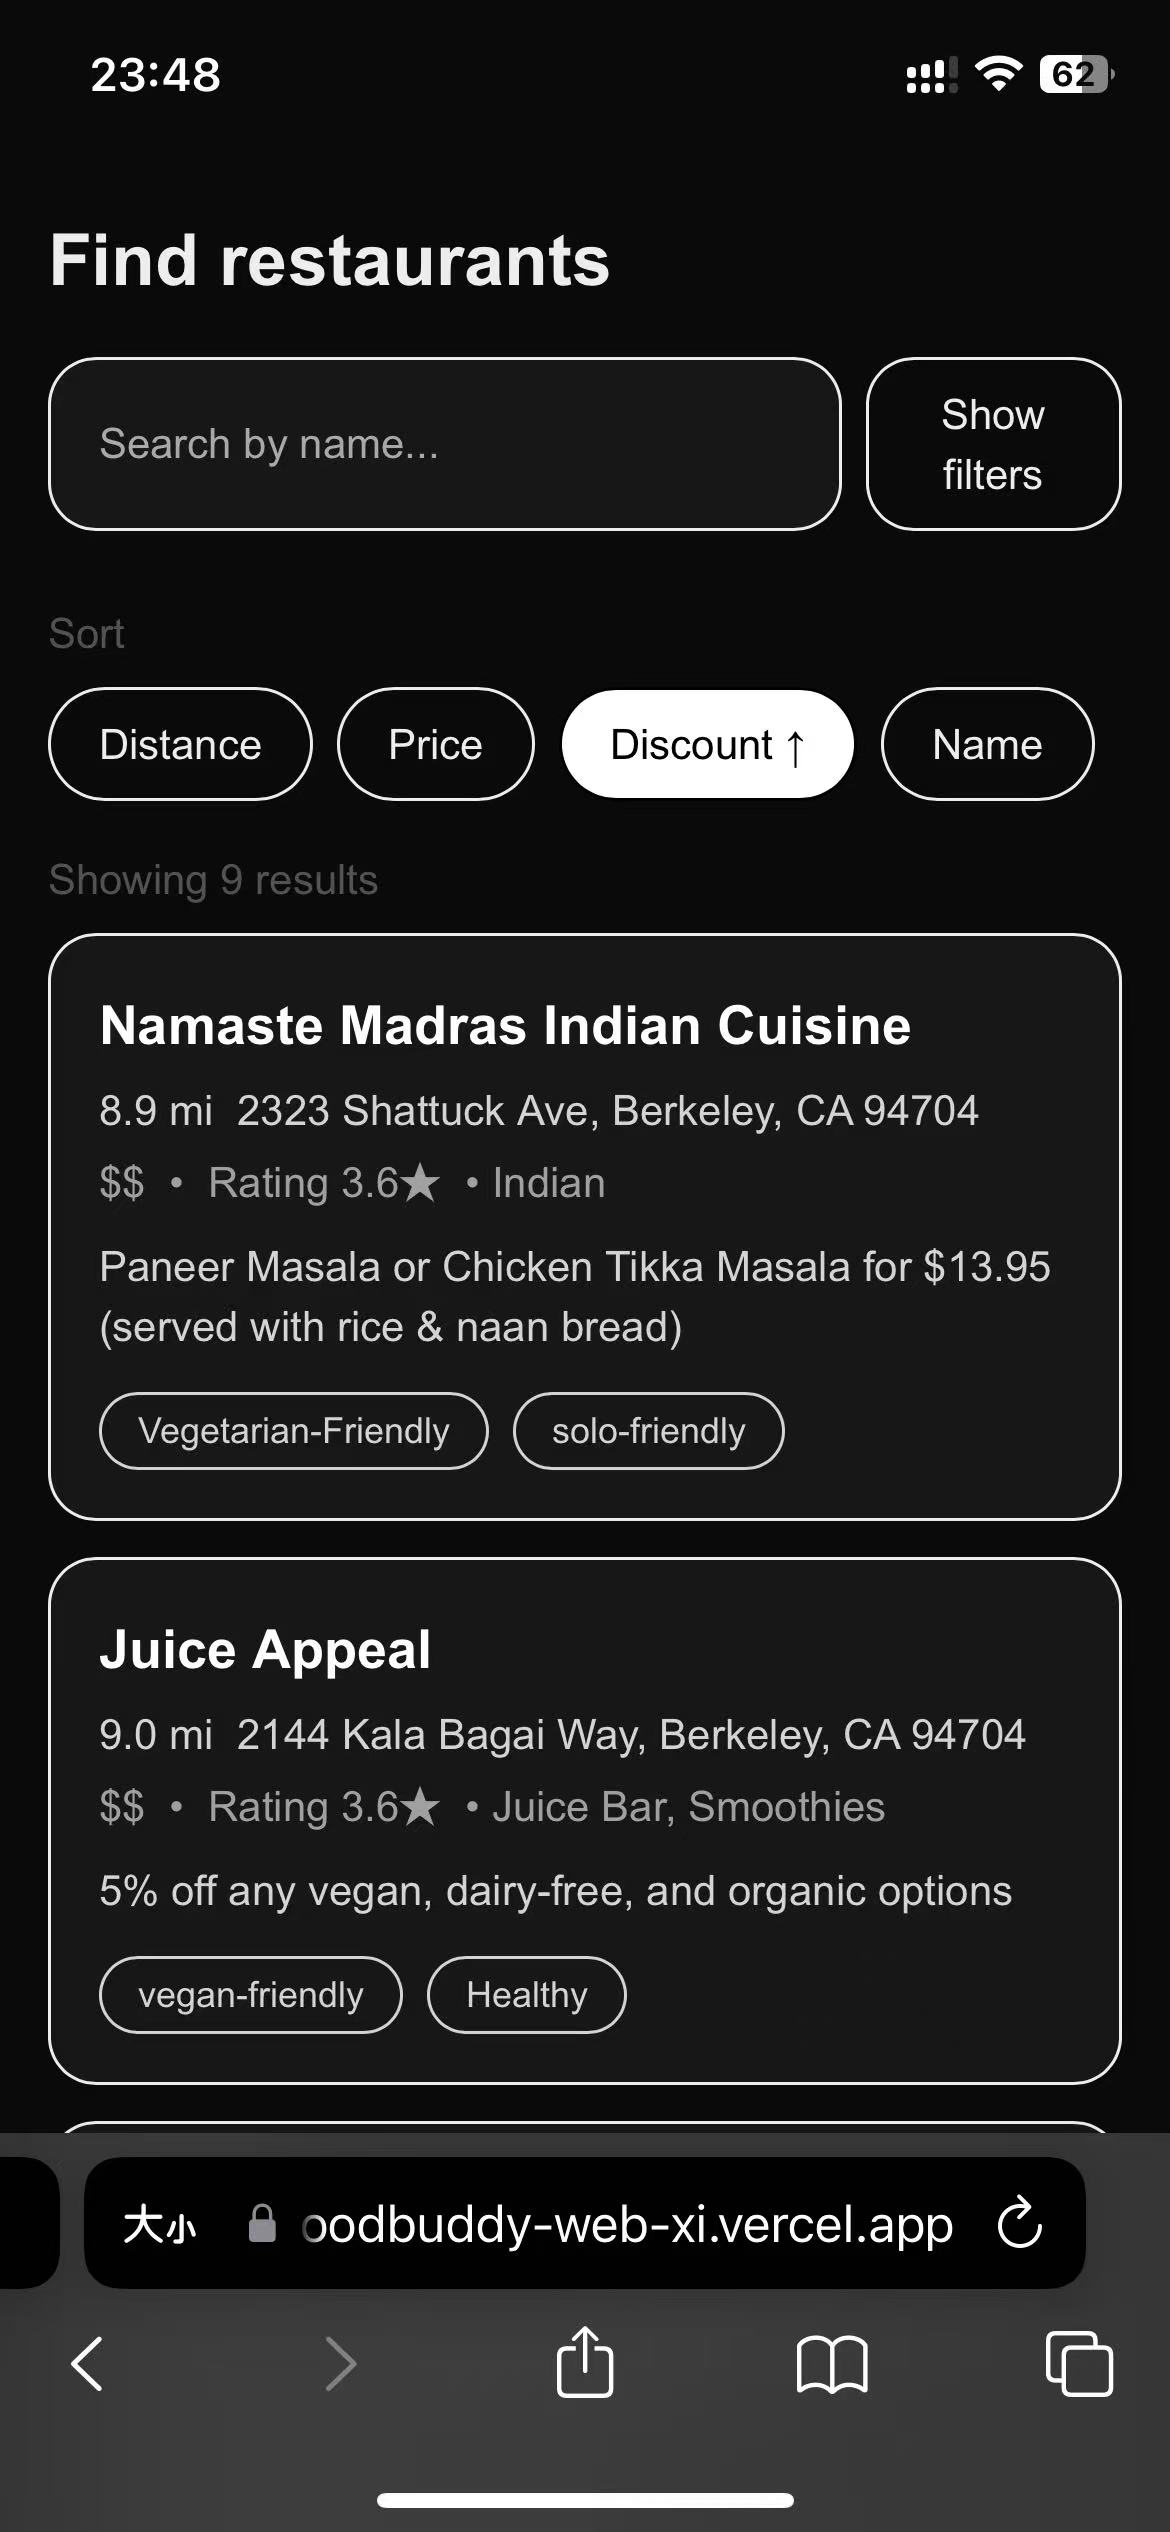 23:48
62
Find restaurants
Search by name...
Show
filters
Sort
Distance Price Discount ↑ Name
Showing 9 results
Namaste Madras Indian Cuisine
8.9 mi 2323 Shattuck Ave, Berkeley, CA 94704
$$ • Rating 3.6★ • Indian
Paneer Masala or Chicken Tikka Masala for $13.95
(served with rice & naan bread)
Vegetarian-Friendly solo-friendly
Juice Appeal
9.0 mi 2144 Kala Bagai Way, Berkeley, CA 94704
$$ • Rating 3.6★ • Juice Bar, Smoothies
5% off any vegan, dairy-free, and organic options
vegan-friendly Healthy
大小 oodbuddy-web-xi.vercel.app